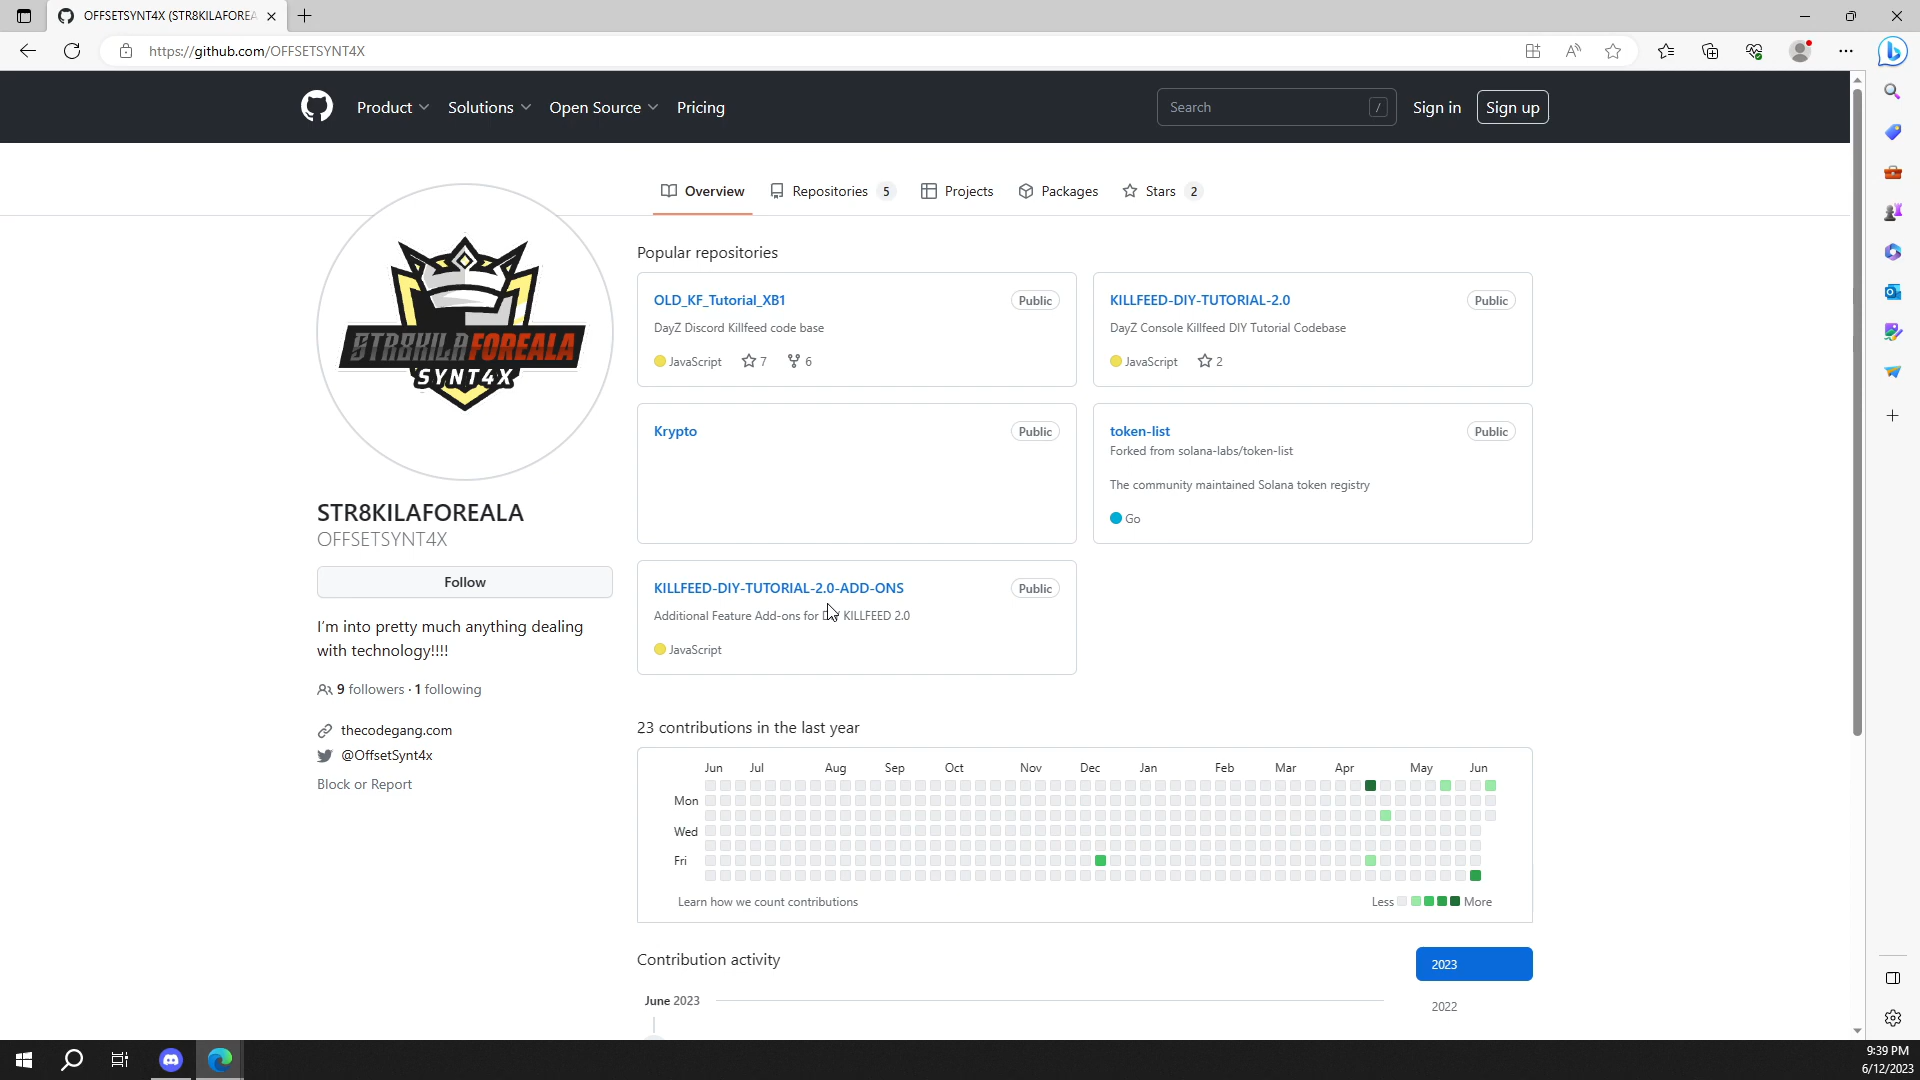 OFFSETSYNT4X (STR8KILAFOREA
https://github.com/OFFSETSYNT4X
Product
Solutions
Open Source
Pricing
Search
/
Sign in
Sign up
Overview
Repositories 5
Projects
Packages
Stars 2
STR8KILAFOREALA
SYNT4X
STR8KILAFOREALA
OFFSETSYNT4X
Follow
I'm into pretty much anything dealing
with technology!!!!
9 followers · 1 following
thecodegang.com
@OffsetSynt4x
Block or Report
Popular repositories
OLD_KF_Tutorial_XB1 Public
DayZ Discord Killfeed code base
JavaScript 7 6
KILLFEED-DIY-TUTORIAL-2.0 Public
DayZ Console Killfeed DIY Tutorial Codebase
JavaScript 2
Krypto Public
token-list Public
Forked from solana-labs/token-list
The community maintained Solana token registry
Go
KILLFEED-DIY-TUTORIAL-2.0-ADD-ONS Public
Additional Feature Add-ons for KILLFEED 2.0
JavaScript
23 contributions in the last year
Jun Jul Aug Sep Oct Nov Dec Jan Feb Mar Apr May Jun
Mon
Wed
Fri
Learn how we count contributions
Less More
Contribution activity
2023
June 2023
2022
9:39 PM
6/12/2023